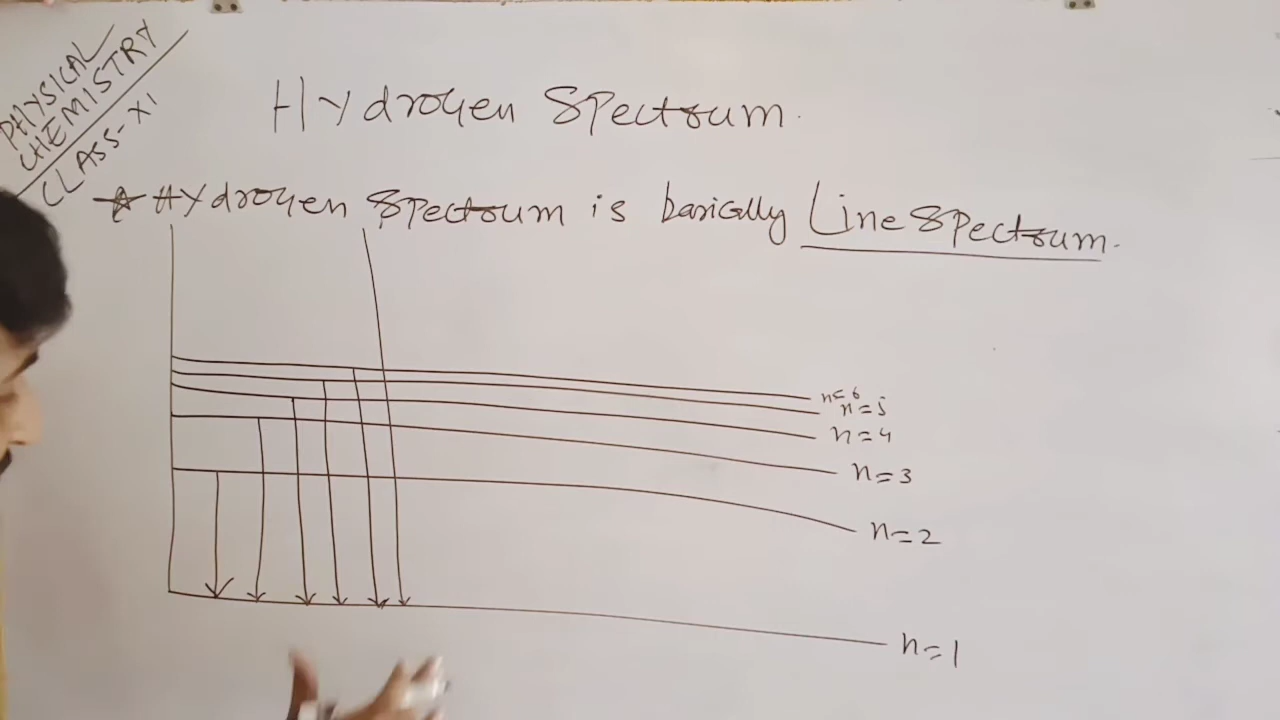 PHYSICAL
CHEMISTRY
CLASS-XI
Hydrogen Spectrum.
Hydrogen Spectrum is basically Line Spectrum.
n=6
n=5
n=4
n=3
n=2
n=1